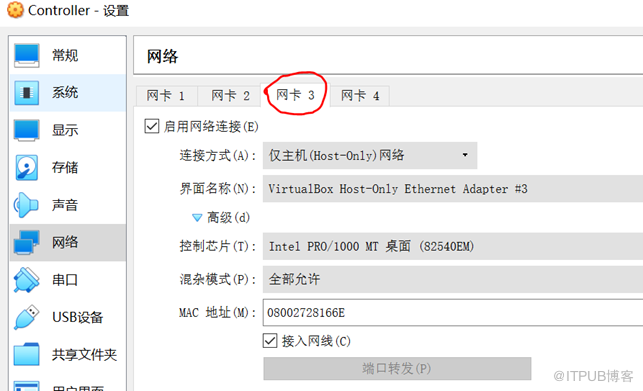 Controller - 设置
常规
系统
显示
存储
声音
网络
串口
USB设备
共享文件夹
用户界面
网络
网卡 1 网卡 2 网卡 3 网卡 4
启用网络连接(E)
连接方式(A): 仅主机(Host-Only)网络
界面名称(N): VirtualBox Host-Only Ethernet Adapter #3
高级(d)
控制芯片(T): Intel PRO/1000 MT 桌面 (82540EM)
混杂模式(P): 全部允许
MAC 地址(M): 08002728166E
接入网线(C)
端口转发(P)
@ITPUB博客